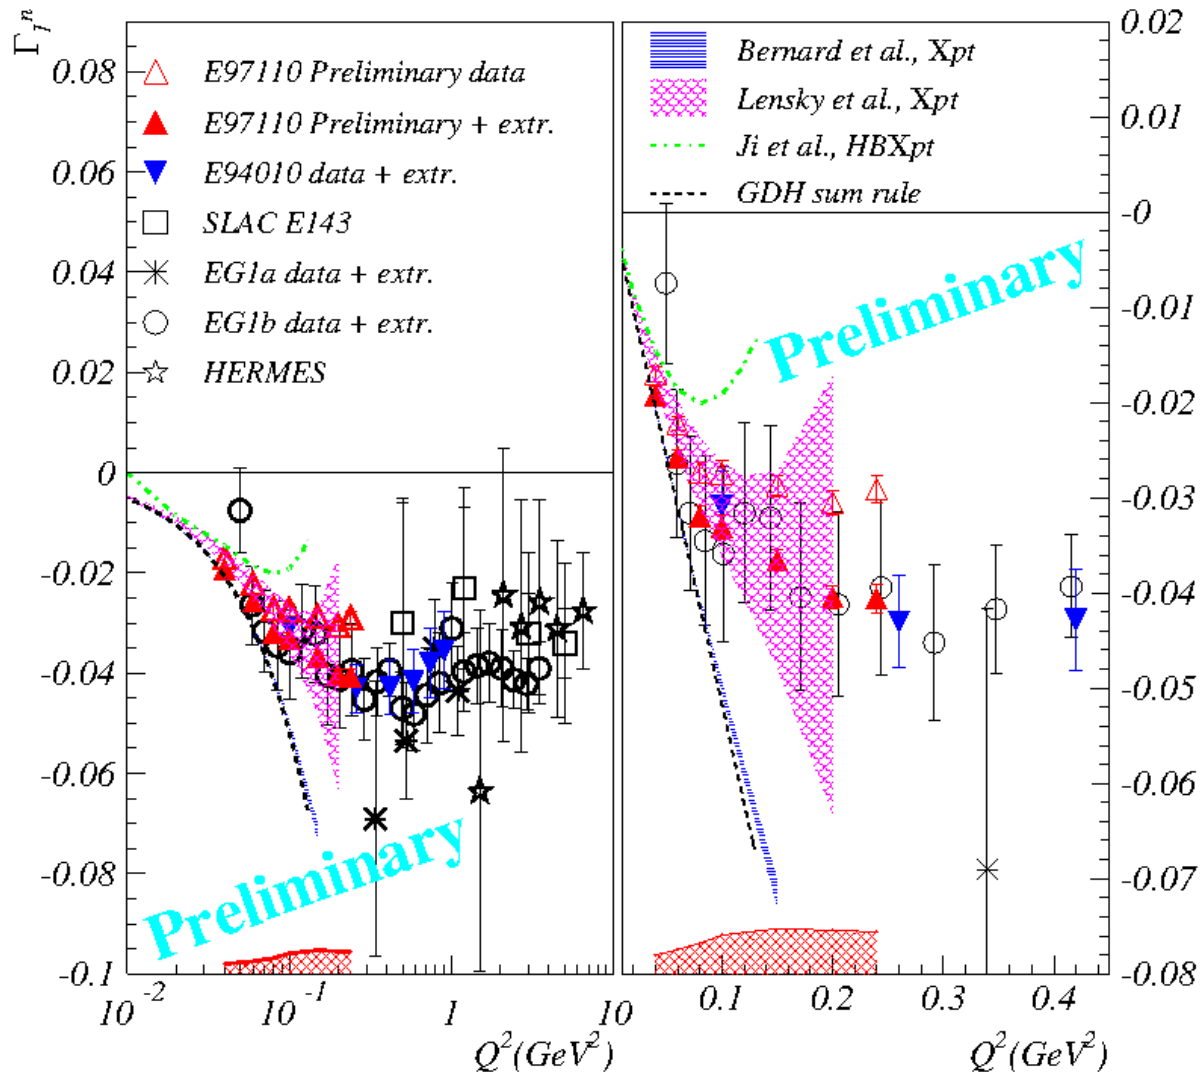 Γ₁ⁿ
0.08
0.06
0.04
0.02
0
-0.02
-0.04
-0.06
-0.08
-0.1
E97110 Preliminary data
E97110 Preliminary + extr.
E94010 data + extr.
SLAC E143
EG1a data + extr.
EG1b data + extr.
HERMES
Preliminary
10⁻² 10⁻¹ 1 10
Q²(GeV²)
Bernard et al., Xpt
Lensky et al., Xpt
Ji et al., HBXpt
GDH sum rule
Preliminary
0.02
0.01
-0
-0.01
-0.02
-0.03
-0.04
-0.05
-0.06
-0.07
-0.08
0.1 0.2 0.3 0.4
Q²(GeV²)